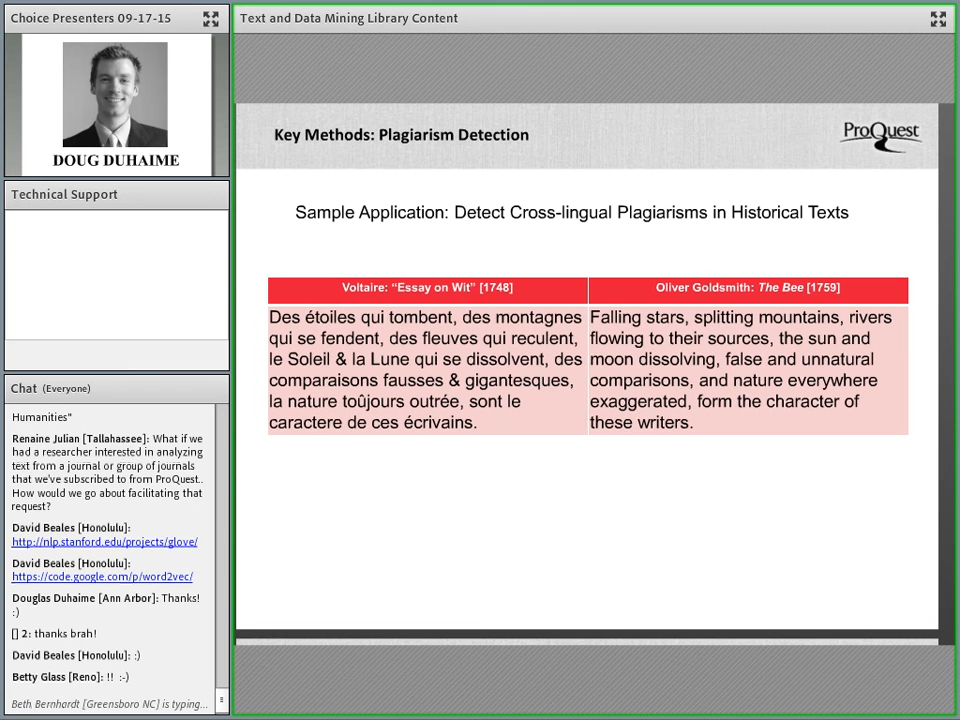 Choice Presenters 09-17-15
DOUG DUHAIME
Technical Support
Chat (Everyone)
Humanities"
Renaine Julian [Tallahassee]: What if we
had a researcher interested in analyzing
text from a journal or group of journals
that we've subscribed to from ProQuest..
How would we go about facilitating that
request?
David Beales [Honolulu]:
http://nlp.stanford.edu/projects/glove/
David Beales [Honolulu]:
https://code.google.com/p/word2vec/
Douglas Duhaime [Ann Arbor]: Thanks!
:)
[] 2: thanks brah!
David Beales [Honolulu]: :)
Betty Glass [Reno]: !! :-)
Beth Bernhardt [Greensboro NC] is typing...
Text and Data Mining Library Content
Key Methods: Plagiarism Detection
ProQuest
Sample Application: Detect Cross-lingual Plagiarisms in Historical Texts
Voltaire: “Essay on Wit” [1748]
Des étoiles qui tombent, des montagnes
qui se fendent, des fleuves qui reculent,
le Soleil & la Lune qui se dissolvent, des
comparaisons fausses & gigantesques,
la nature toûjours outrée, sont le
caractere de ces écrivains.
Oliver Goldsmith: The Bee [1759]
Falling stars, splitting mountains, rivers
flowing to their sources, the sun and
moon dissolving, false and unnatural
comparisons, and nature everywhere
exaggerated, form the character of
these writers.